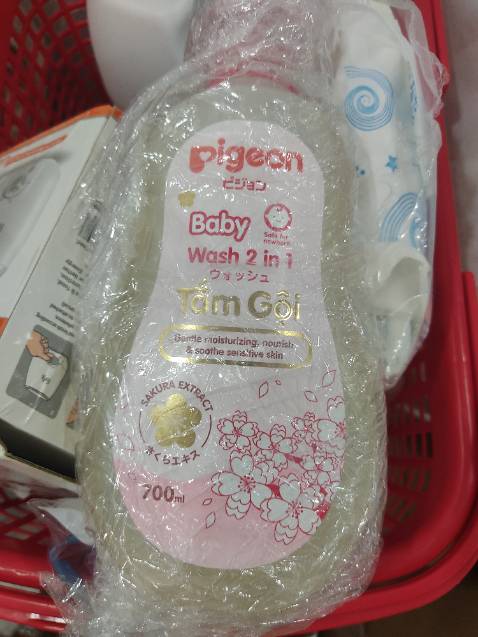 pigeon
ピジョン
Baby
Safe for
newborn
Wash 2 in 1
ウォッシュ
Tắm Gội
Gentle moisturizing, nourish
& soothe sensitive skin
SAKURA EXTRACT
さくらエキス
700ml